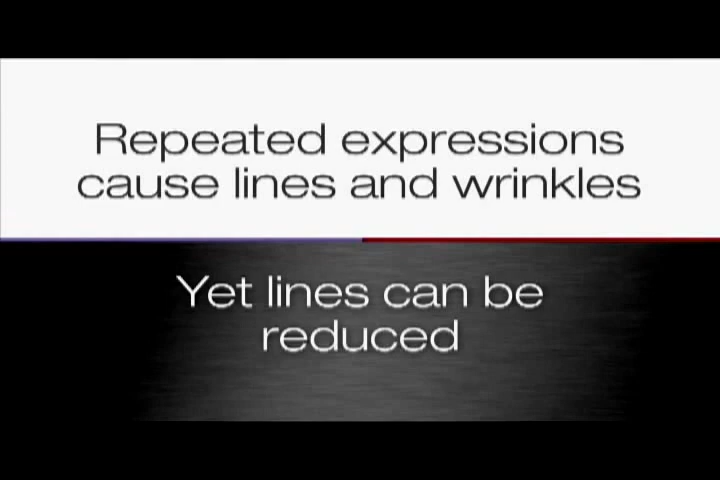 Repeated expressions
cause lines and wrinkles
Yet lines can be
reduced